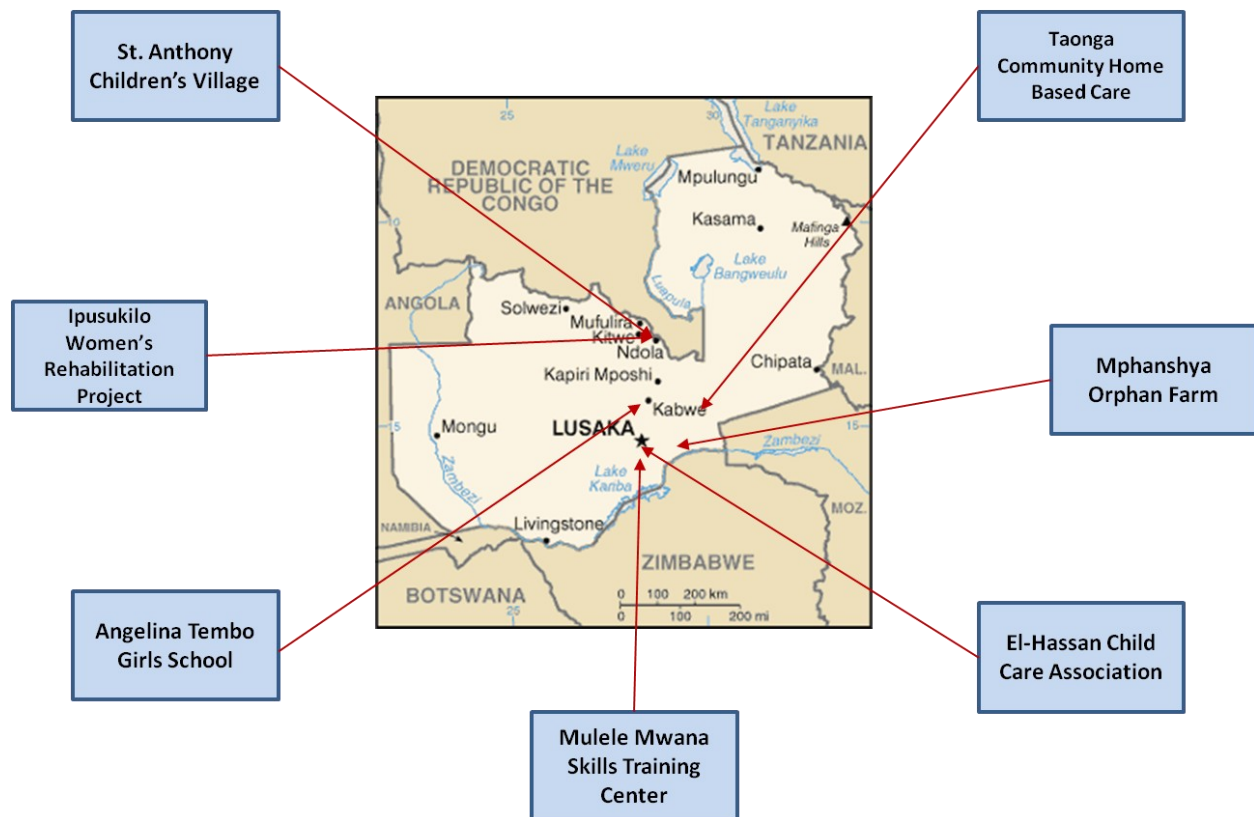 St. Anthony
Children's Village
Taonga
Community Home
Based Care
Ipusukilo
Women's
Rehabilitation
Project
Mphanshya
Orphan Farm
Angelina Tembo
Girls School
El-Hassan Child
Care Association
Mulele Mwana
Skills Training
Center
25
30
Lake
Tanganyika
TANZANIA
Lake
Mweru
DEMOCRATIC
REPUBLIC OF THE
CONGO
Mpulungu
Kasama
10
10
Mafinga
Hills
Lake
Bangweulu
Luapula
ANGOLA
Solwezi
Mufulira
Kitwe
Ndola
Kapiri Mposhi
Chipata
MAL.
Kabwe
15
15
Mongu
LUSAKA
Zambezi
Zambezi
Lake
Kariba
MOZ.
NAMIBIA
Livingstone
ZIMBABWE
BOTSWANA
0 100 200 km
0 100 200 mi
25